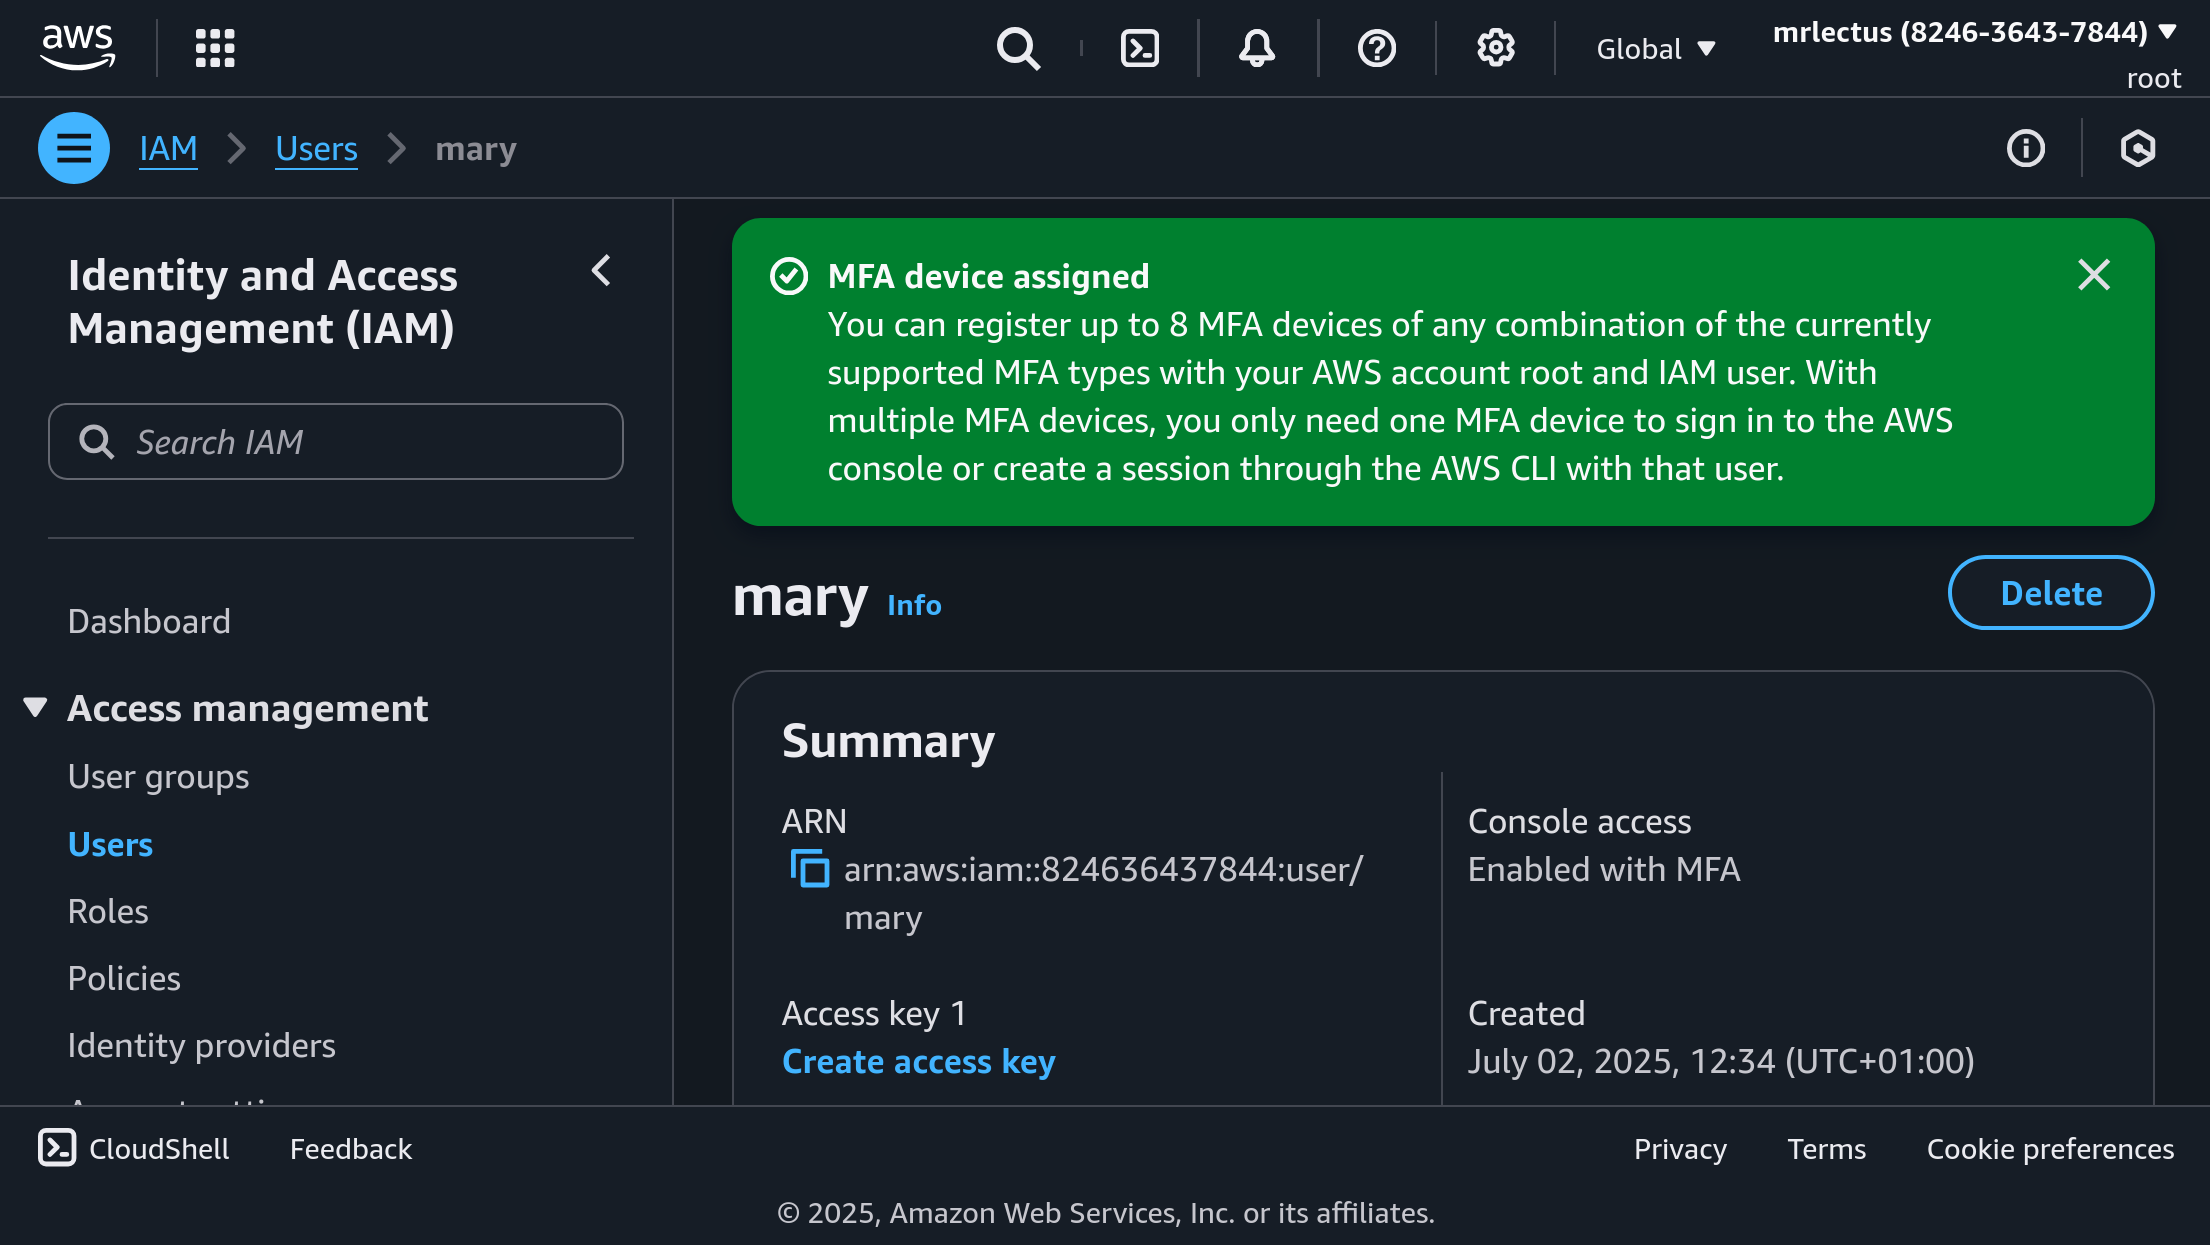 aws
Global
mrlectus (8246-3643-7844)
root
IAM
Users
mary
Identity and Access
Management (IAM)
Search IAM
Dashboard
Access management
User groups
Users
Roles
Policies
Identity providers
MFA device assigned
You can register up to 8 MFA devices of any combination of the currently
supported MFA types with your AWS account root and IAM user. With
multiple MFA devices, you only need one MFA device to sign in to the AWS
console or create a session through the AWS CLI with that user.
mary Info
Delete
Summary
ARN
arn:aws:iam::824636437844:user/
mary
Console access
Enabled with MFA
Access key 1
Create access key
Created
July 02, 2025, 12:34 (UTC+01:00)
CloudShell
Feedback
Privacy
Terms
Cookie preferences
© 2025, Amazon Web Services, Inc. or its affiliates.